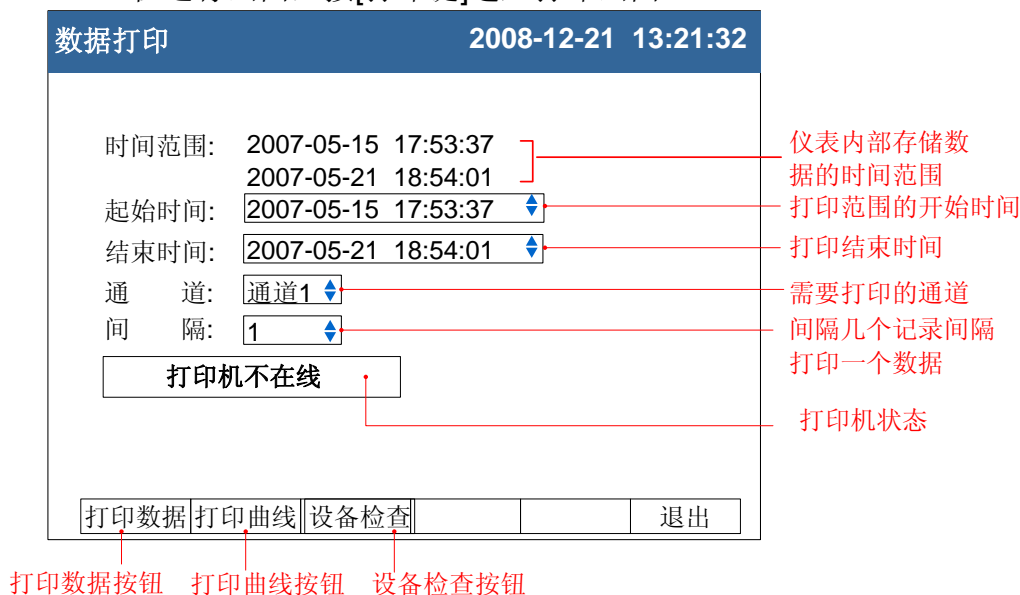 数据打印 2008-12-21 13:21:32
时间范围: 2007-05-15 17:53:37
2007-05-21 18:54:01
仪表内部存储数
据的时间范围
起始时间: 2007-05-15 17:53:37
打印范围的开始时间
结束时间: 2007-05-21 18:54:01
打印结束时间
通 道: 通道1
需要打印的通道
间 隔: 1
间隔几个记录间隔
打印一个数据
打印机不在线
打印机状态
打印数据 打印曲线 设备检查 退出
打印数据按钮 打印曲线按钮 设备检查按钮